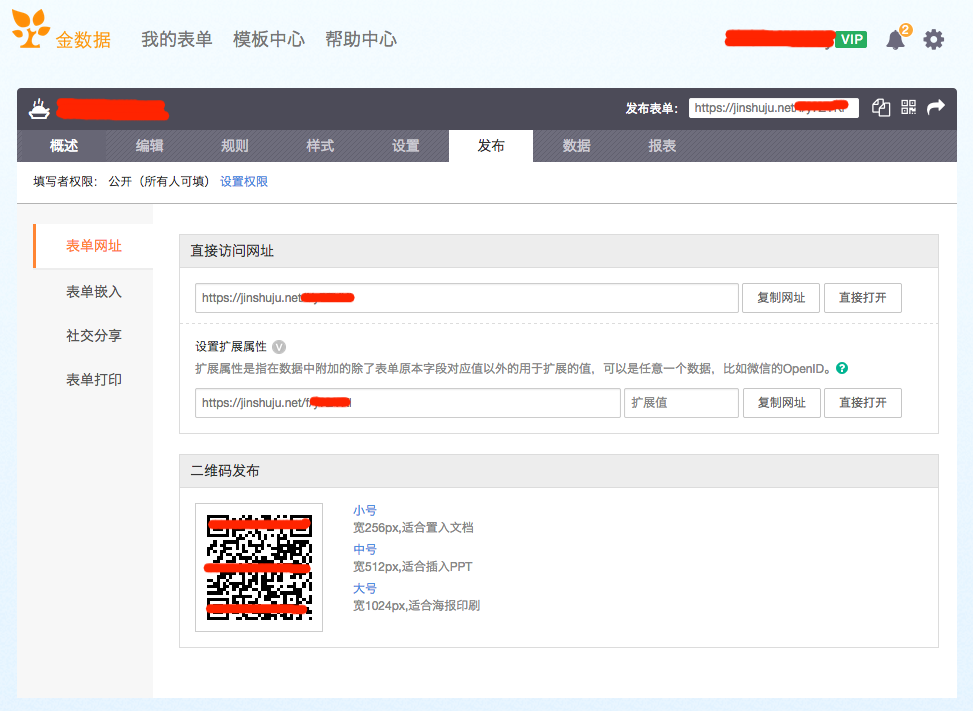 金数据 我的表单 模板中心 帮助中心 VIP 2
发布表单： https://jinshuju.net
概述 编辑 规则 样式 设置 发布 数据 报表
填写者权限： 公开（所有人可填） 设置权限
表单网址
表单嵌入
社交分享
表单打印
直接访问网址
https://jinshuju.net 复制网址 直接打开
设置扩展属性 V
扩展属性是指在数据中附加的除了表单原本字段对应值以外的用于扩展的值，可以是任意一个数据，比如微信的OpenID。 ?
https://jinshuju.net/f/ 扩展值 复制网址 直接打开
二维码发布
小号
宽256px,适合置入文档
中号
宽512px,适合插入PPT
大号
宽1024px,适合海报印刷